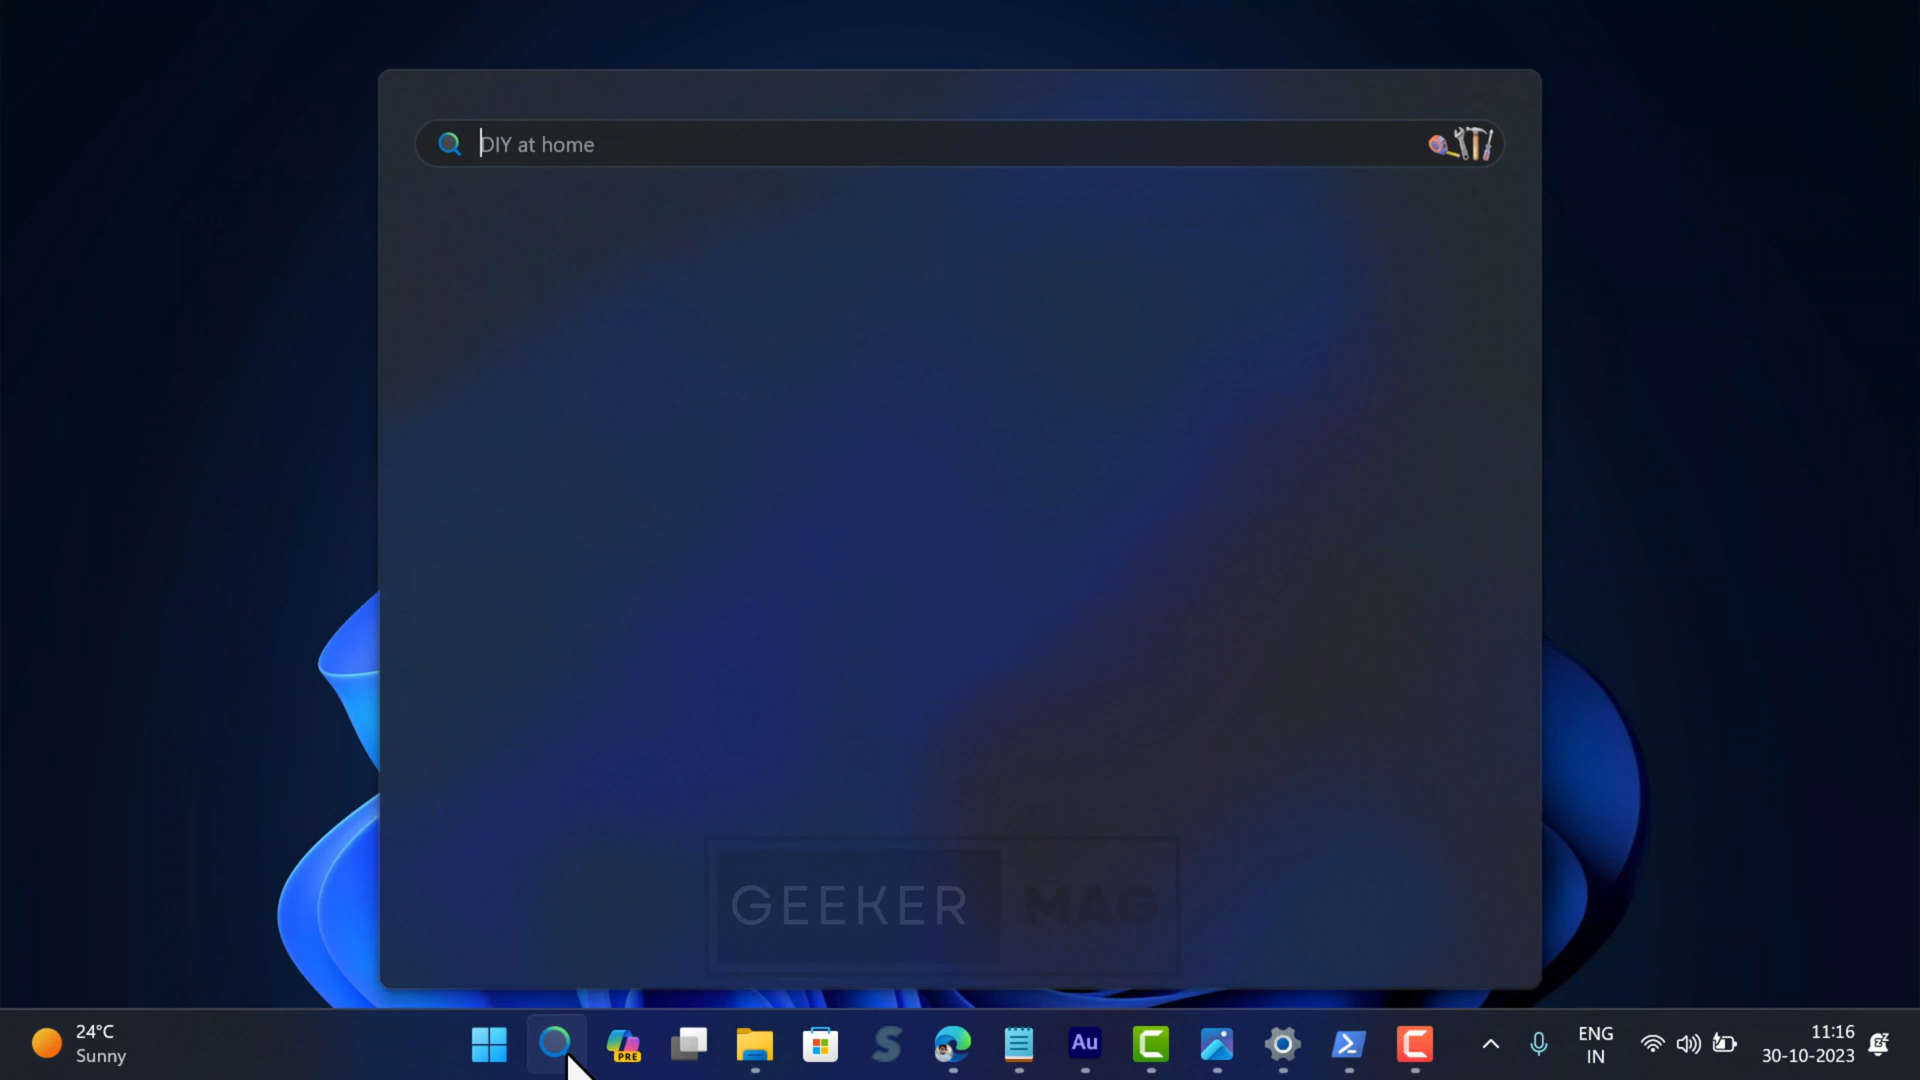 DIY at home
GEEKER MAG
24°C
Sunny
PRE
Au
ENG
IN
11:16
30-10-2023